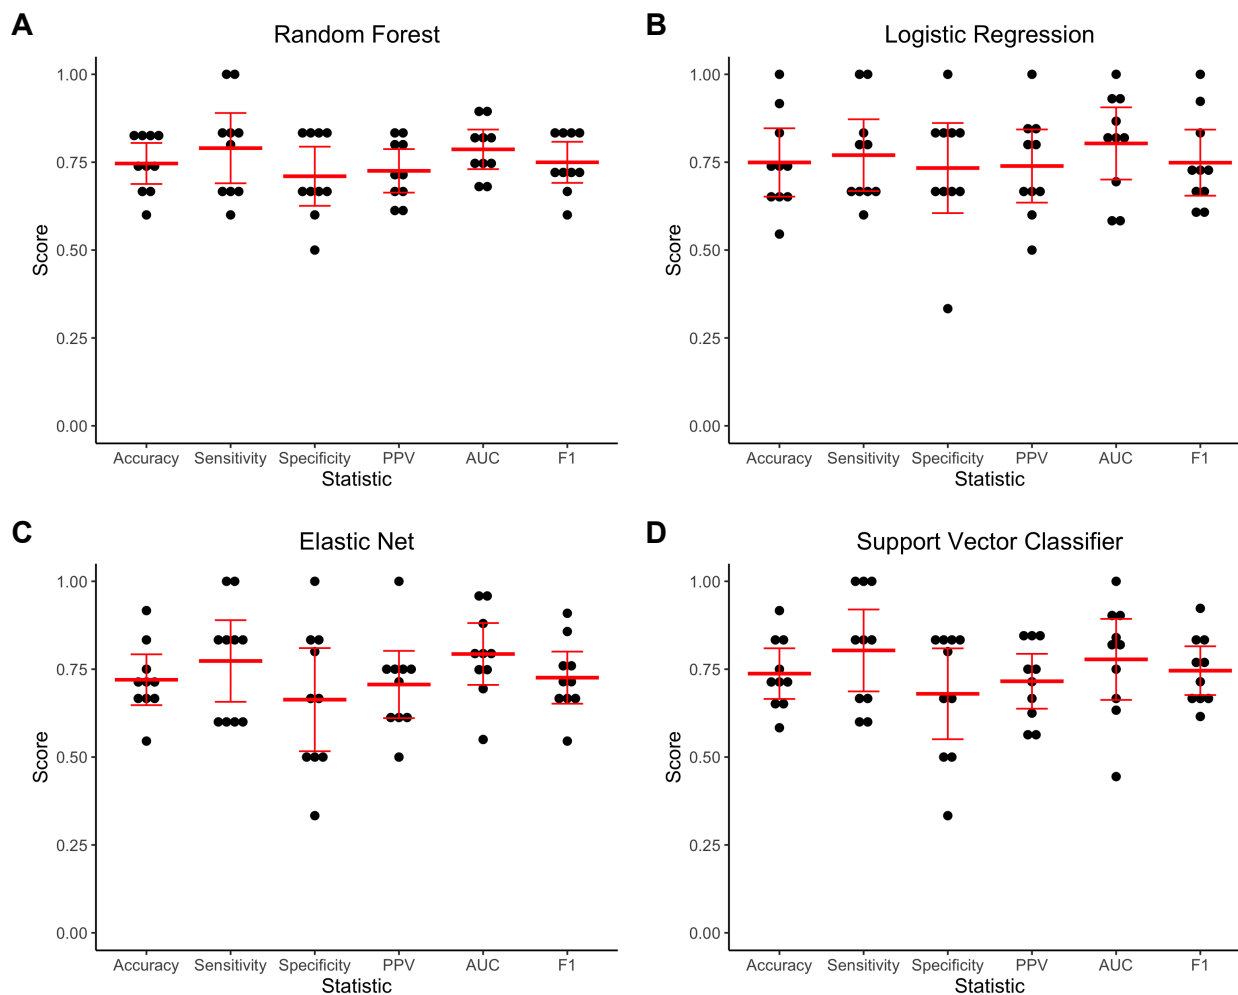 A
Random Forest
Score
1.00
0.75
0.50
0.25
0.00
Accuracy Sensitivity Specificity PPV AUC F1
Statistic
B
Logistic Regression
Score
1.00
0.75
0.50
0.25
0.00
Accuracy Sensitivity Specificity PPV AUC F1
Statistic
C
Elastic Net
Score
1.00
0.75
0.50
0.25
0.00
Accuracy Sensitivity Specificity PPV AUC F1
Statistic
D
Support Vector Classifier
Score
1.00
0.75
0.50
0.25
0.00
Accuracy Sensitivity Specificity PPV AUC F1
Statistic